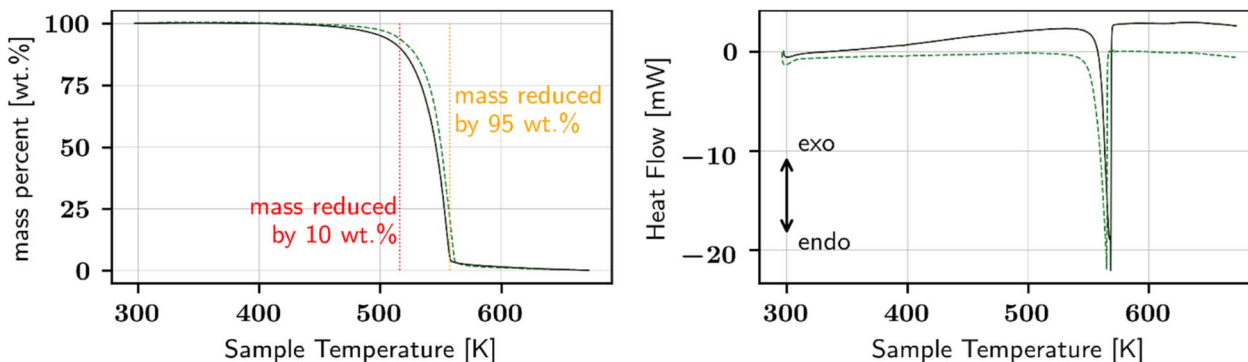 mass percent [wt.%]
100
75
50
25
0
mass reduced
by 95 wt.%
mass reduced
by 10 wt.%
300
400
500
600
Sample Temperature [K]
Heat Flow [mW]
0
−10
−20
exo
endo
300
400
500
600
Sample Temperature [K]